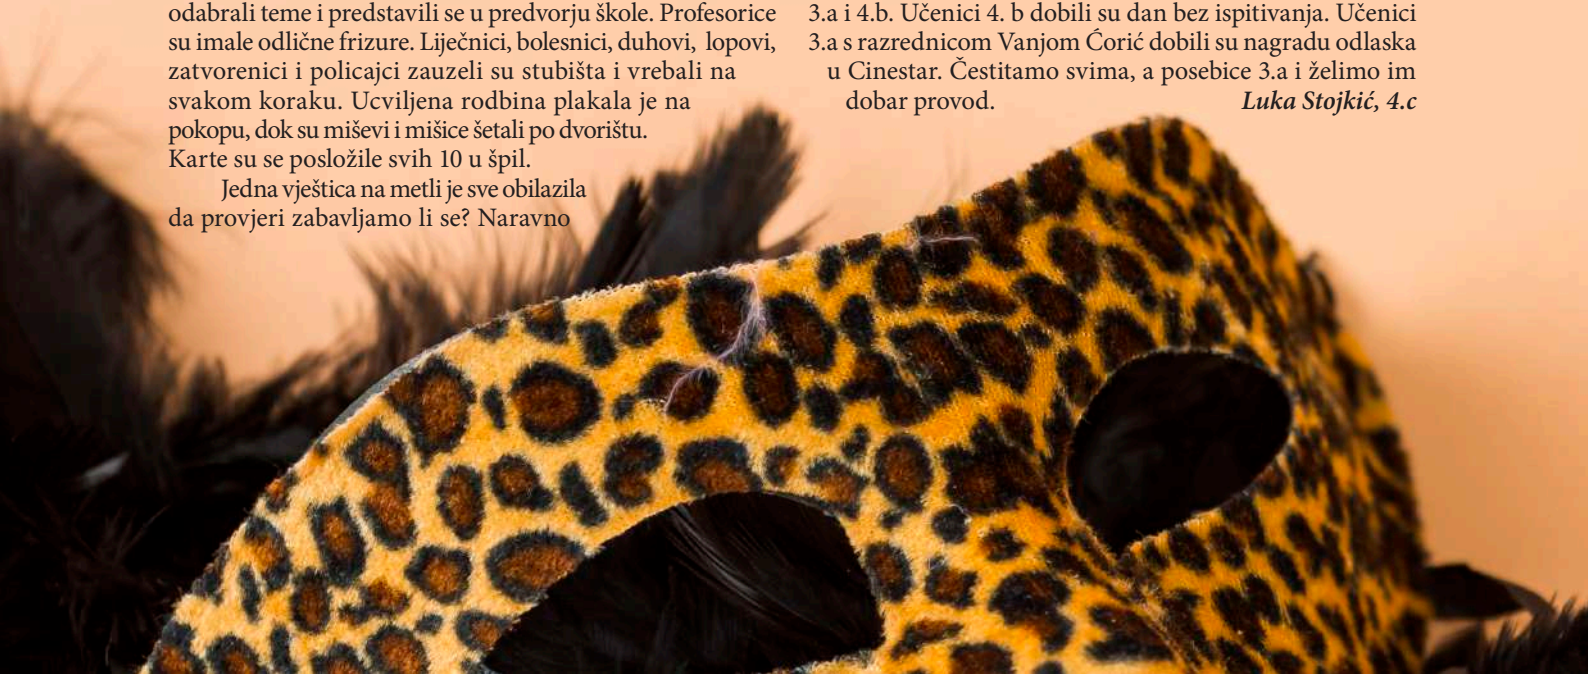 odabrali teme i predstavili se u predvorju škole. Profesorice
su imale odlične frizure. Liječnici, bolesnici, duhovi, lopovi,
zatvorenici i policajci zauzeli su stubišta i vrebali na
svakom koraku. Ucviljena rodbina plakala je na
pokopu, dok su miševi i mišice šetali po dvorištu.
Karte su se posložile svih 10 u špil.
Jedna vještica na metli je sve obilazila
da provjeri zabavljamo li se? Naravno
3.a i 4.b. Učenici 4. b dobili su dan bez ispitivanja. Učenici
3.a s razrednicom Vanjom Ćorić dobili su nagradu odlaska
u Cinestar. Čestitamo svima, a posebice 3.a i želimo im
dobar provod. Luka Stojkić, 4.c